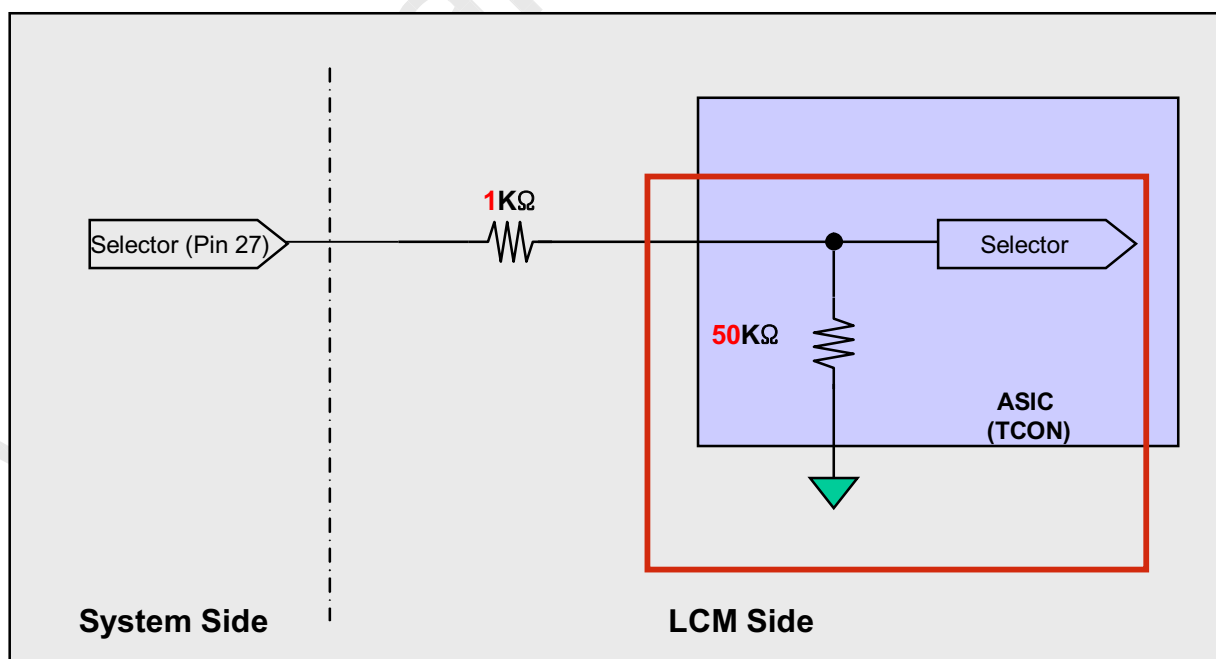 1KΩ
Selector (Pin 27)
Selector
50KΩ
ASIC
(TCON)
System Side
LCM Side